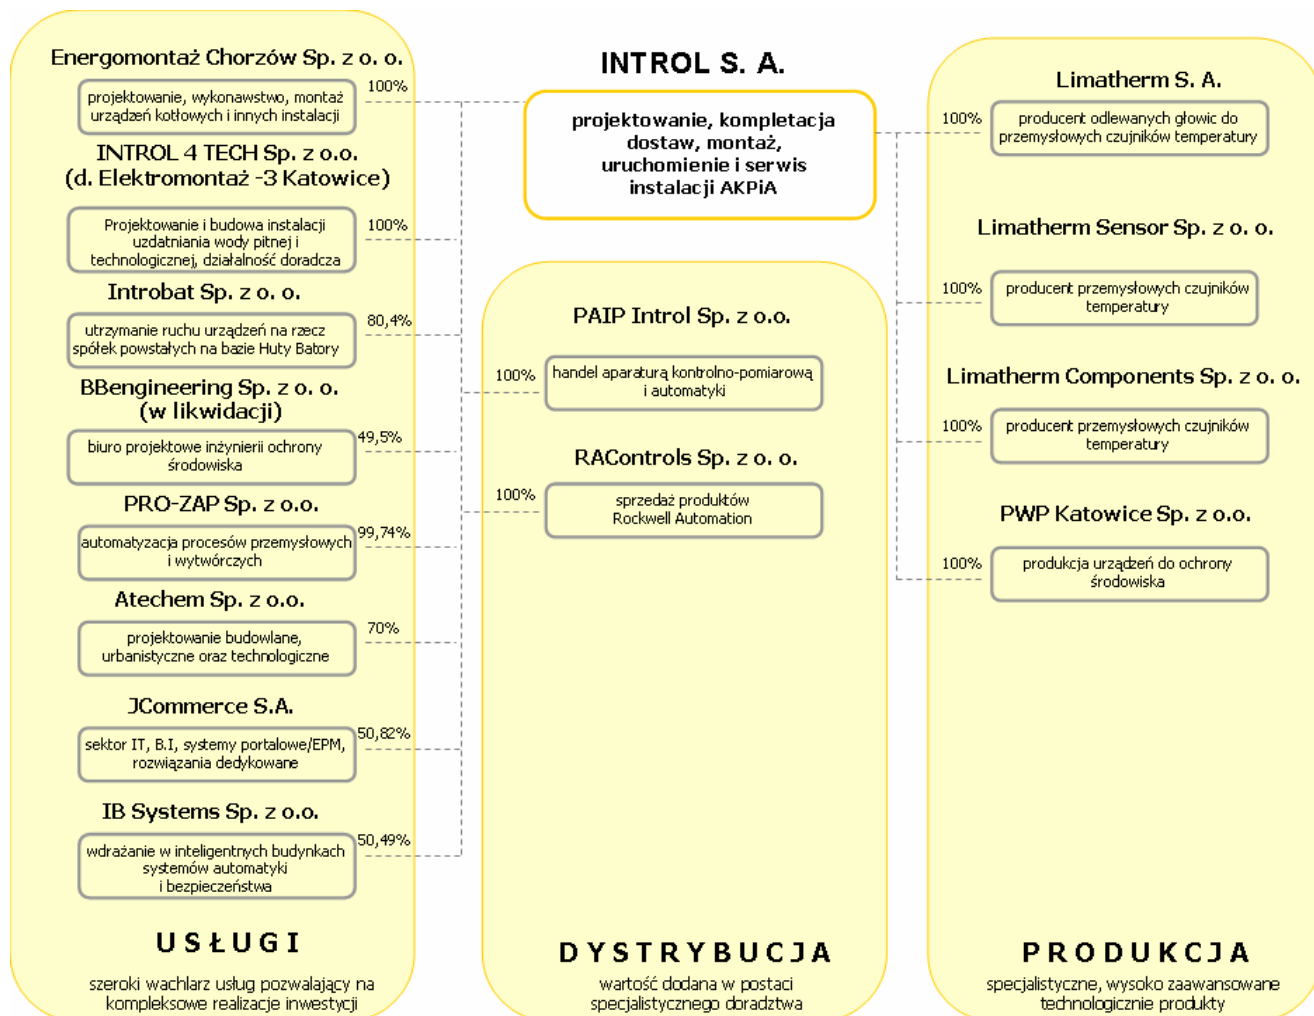 Energomontaż Chorzów Sp. z o. o.
100%
projektowanie, wykonawstwo, montaż
urządzeń kotłowych i innych instalacji
INTROL 4 TECH Sp. z o.o.
(d. Elektromontaż -3 Katowice)
100%
Projektowanie i budowa instalacji
uzdatniania wody pitnej i
technologicznej, działalność doradcza
Introbat Sp. z o. o.
80,4%
utrzymanie ruchu urządzeń na rzecz
spółek powstałych na bazie Huty Batory
BBengineering Sp. z o. o.
(w likwidacji)
49,5%
biuro projektowe inżynierii ochrony
środowiska
PRO-ZAP Sp. z o.o.
99,74%
automatyzacja procesów przemysłowych
i wytwórczych
Atechem Sp. z o.o.
70%
projektowanie budowlane,
urbanistyczne oraz technologiczne
JCommerce S.A.
50,82%
sektor IT, B.I, systemy portalowe/EPM,
rozwiązania dedykowane
IB Systems Sp. z o.o.
50,49%
wdrażanie w inteligentnych budynkach
systemów automatyki
i bezpieczeństwa
USŁUGI
szeroki wachlarz usług pozwalający na
kompleksowe realizacje inwestycji
INTROL S. A.
projektowanie, kompletacja
dostaw, montaż,
uruchomienie i serwis
instalacji AKPiA
PAIP Introl Sp. z o.o.
100%
handel aparaturą kontrolno-pomiarową
i automatyki
RAControls Sp. z o. o.
100%
sprzedaż produktów
Rockwell Automation
DYSTRYBUCJA
wartość dodana w postaci
specjalistycznego doradztwa
Limatherm S. A.
100%
producent odlewanych głowic do
przemysłowych czujników temperatury
Limatherm Sensor Sp. z o. o.
100%
producent przemysłowych czujników
temperatury
Limatherm Components Sp. z o. o.
100%
producent przemysłowych czujników
temperatury
PWP Katowice Sp. z o.o.
100%
produkcja urządzeń do ochrony
środowiska
PRODUKCJA
specjalistyczne, wysoko zaawansowane
technologicznie produkty